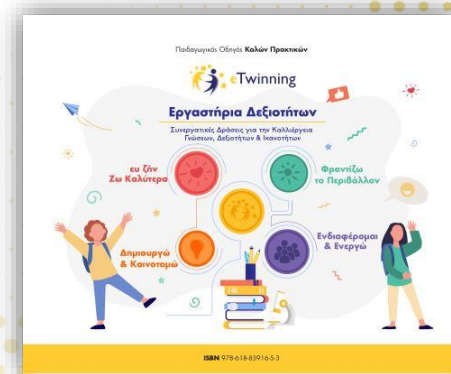 Παιδαγωγικός Οδηγός Καλών Πρακτικών
eTwinning
Εργαστήρια Δεξιοτήτων
Συνεργατικές Δράσεις για την Καλλιέργεια
Γνώσεων, Δεξιοτήτων & Ικανοτήτων
ευ ζήν
Ζω Καλύτερα
Φροντίζω
το Περιβάλλον
Δημιουργώ
& Καινοτομώ
Ενδιαφέρομαι
& Ενεργώ
ISBN 978-618-85916-5-3